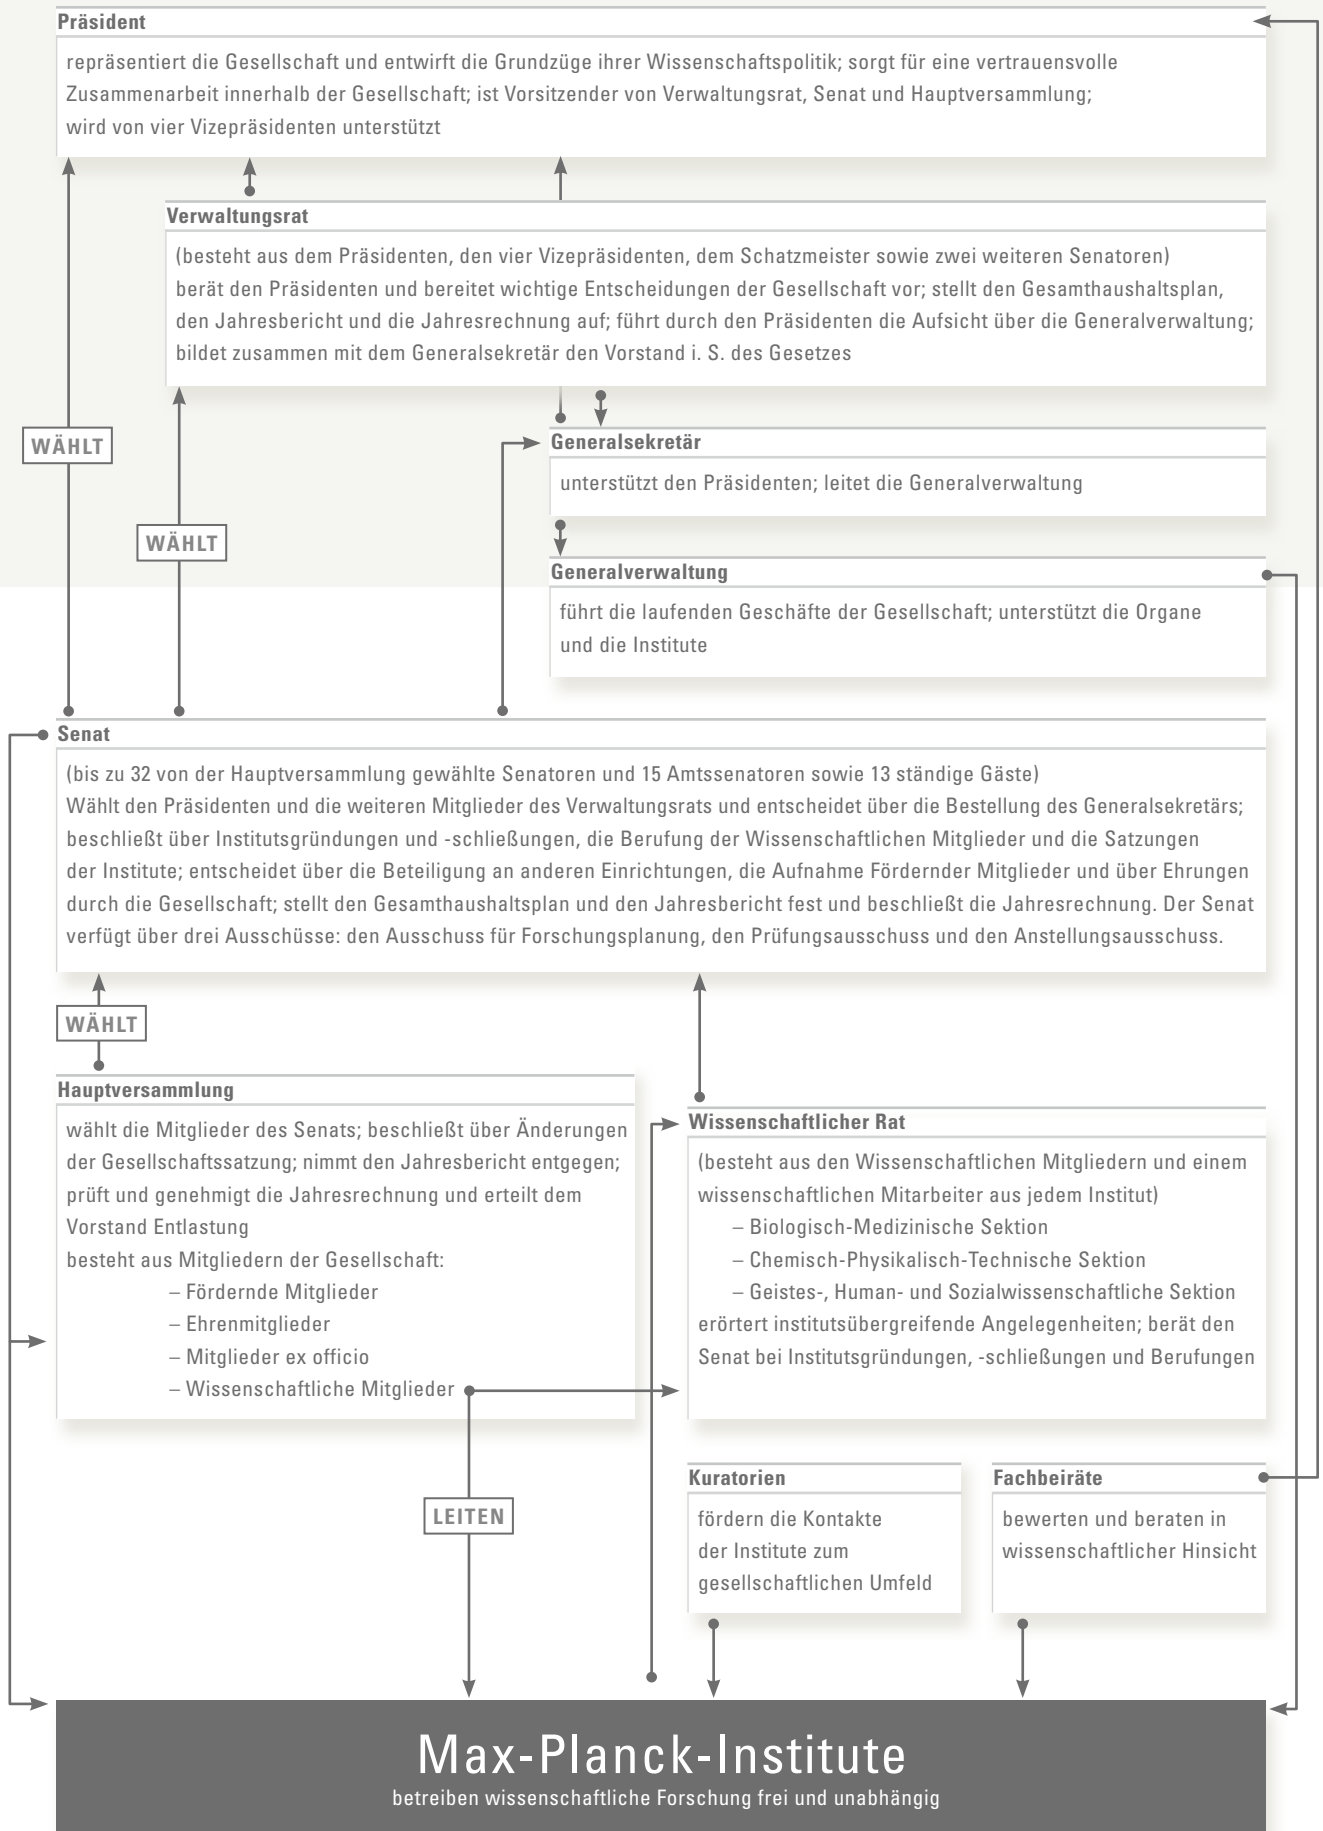 Präsident
repräsentiert die Gesellschaft und entwirft die Grundzüge ihrer Wissenschaftspolitik; sorgt für eine vertrauensvolle
Zusammenarbeit innerhalb der Gesellschaft; ist Vorsitzender von Verwaltungsrat, Senat und Hauptversammlung;
wird von vier Vizepräsidenten unterstützt
Verwaltungsrat
(besteht aus dem Präsidenten, den vier Vizepräsidenten, dem Schatzmeister sowie zwei weiteren Senatoren)
berät den Präsidenten und bereitet wichtige Entscheidungen der Gesellschaft vor; stellt den Gesamthaushaltsplan,
den Jahresbericht und die Jahresrechnung auf; führt durch den Präsidenten die Aufsicht über die Generalverwaltung;
bildet zusammen mit dem Generalsekretär den Vorstand i. S. des Gesetzes
WÄHLT
Generalsekretär
unterstützt den Präsidenten; leitet die Generalverwaltung
WÄHLT
Generalverwaltung
führt die laufenden Geschäfte der Gesellschaft; unterstützt die Organe
und die Institute
Senat
(bis zu 32 von der Hauptversammlung gewählte Senatoren und 15 Amtssenatoren sowie 13 ständige Gäste)
Wählt den Präsidenten und die weiteren Mitglieder des Verwaltungsrats und entscheidet über die Bestellung des Generalsekretärs;
beschließt über Institutsgründungen und -schließungen, die Berufung der Wissenschaftlichen Mitglieder und die Satzungen
der Institute; entscheidet über die Beteiligung an anderen Einrichtungen, die Aufnahme Fördernder Mitglieder und über Ehrungen
durch die Gesellschaft; stellt den Gesamthaushaltsplan und den Jahresbericht fest und beschließt die Jahresrechnung. Der Senat
verfügt über drei Ausschüsse: den Ausschuss für Forschungsplanung, den Prüfungsausschuss und den Anstellungsausschuss.
WÄHLT
Hauptversammlung
wählt die Mitglieder des Senats; beschließt über Änderungen
der Gesellschaftssatzung; nimmt den Jahresbericht entgegen;
prüft und genehmigt die Jahresrechnung und erteilt dem
Vorstand Entlastung
besteht aus Mitgliedern der Gesellschaft:
– Fördernde Mitglieder
– Ehrenmitglieder
– Mitglieder ex officio
– Wissenschaftliche Mitglieder
Wissenschaftlicher Rat
(besteht aus den Wissenschaftlichen Mitgliedern und einem
wissenschaftlichen Mitarbeiter aus jedem Institut)
– Biologisch-Medizinische Sektion
– Chemisch-Physikalisch-Technische Sektion
– Geistes-, Human- und Sozialwissenschaftliche Sektion
erörtert institutsübergreifende Angelegenheiten; berät den
Senat bei Institutsgründungen, -schließungen und Berufungen
LEITEN
Kuratorien
fördern die Kontakte
der Institute zum
gesellschaftlichen Umfeld
Fachbeiräte
bewerten und beraten in
wissenschaftlicher Hinsicht
Max-Planck-Institute
betreiben wissenschaftliche Forschung frei und unabhängig